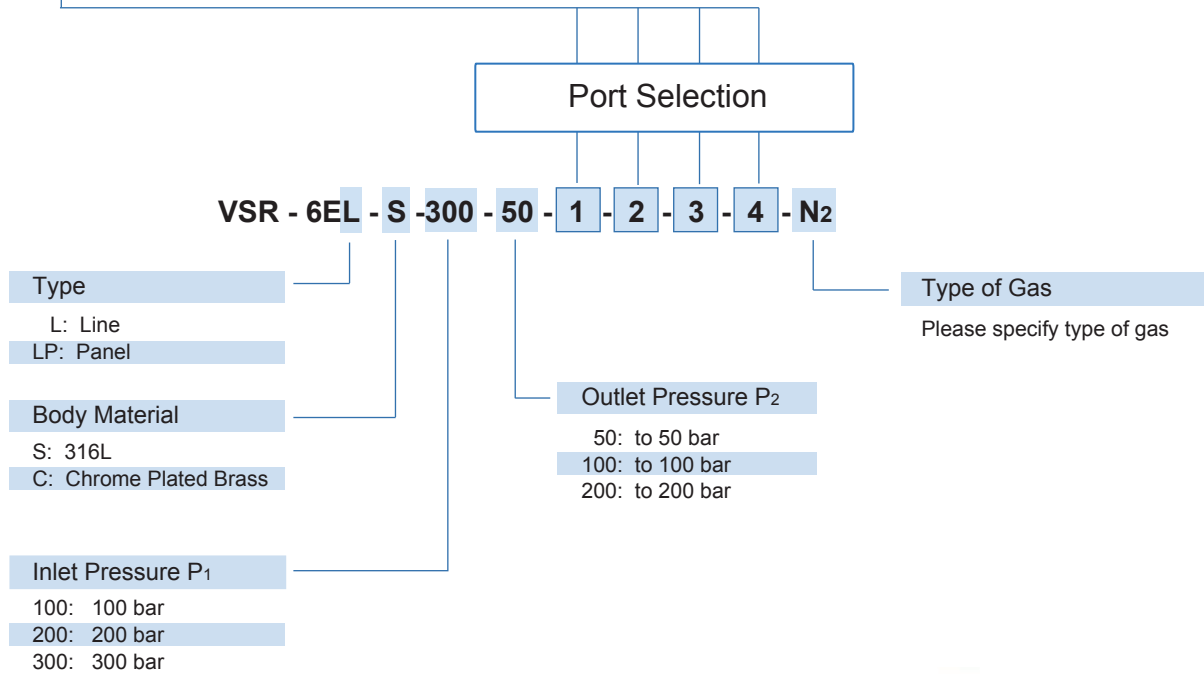 Port Selection
VSR - 6EL - S -300 - 50 - 1 - 2 - 3 - 4 - N2
Type
L: Line
LP: Panel
Body Material
S: 316L
C: Chrome Plated Brass
Inlet Pressure P1
100: 100 bar
200: 200 bar
300: 300 bar
Outlet Pressure P2
50: to 50 bar
100: to 100 bar
200: to 200 bar
Type of Gas
Please specify type of gas